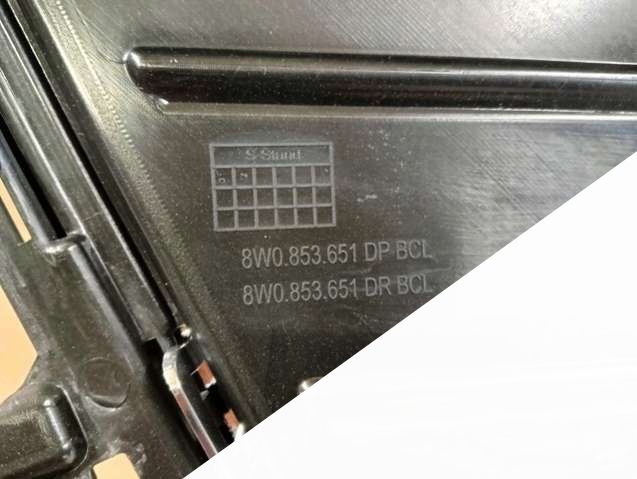 S-Stand
8W0.853.651 DP BCL
8W0.853.651 DR BCL